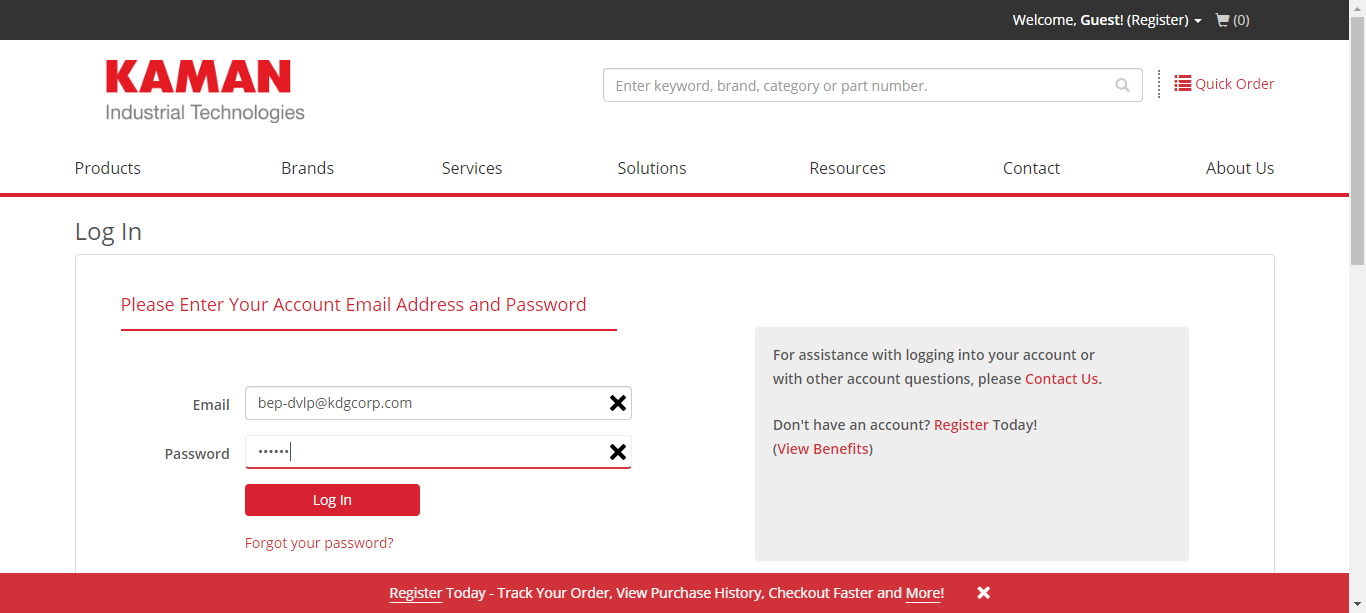 Welcome, Guest! (Register) (0)
KAMAN
Industrial Technologies
Enter keyword, brand, category or part number.
Quick Order
Products Brands Services Solutions Resources Contact About Us
Log In
Please Enter Your Account Email Address and Password
Email bep-dvlp@kdgcorp.com
Password ••••••
Log In
Forgot your password?
For assistance with logging into your account or
with other account questions, please Contact Us.
Don't have an account? Register Today!
(View Benefits)
Register Today - Track Your Order, View Purchase History, Checkout Faster and More!